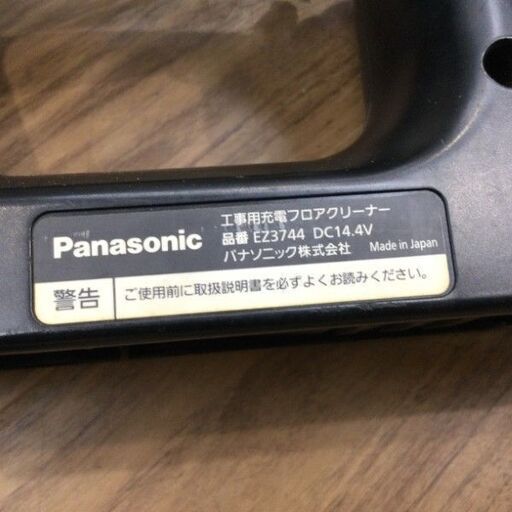 Panasonic
工事用充電フロアクリーナー
品番 EZ3744 DC14.4V
パナソニック株式会社 Made in Japan
警告 ご使用前に取扱説明書を必ずよくお読みください。